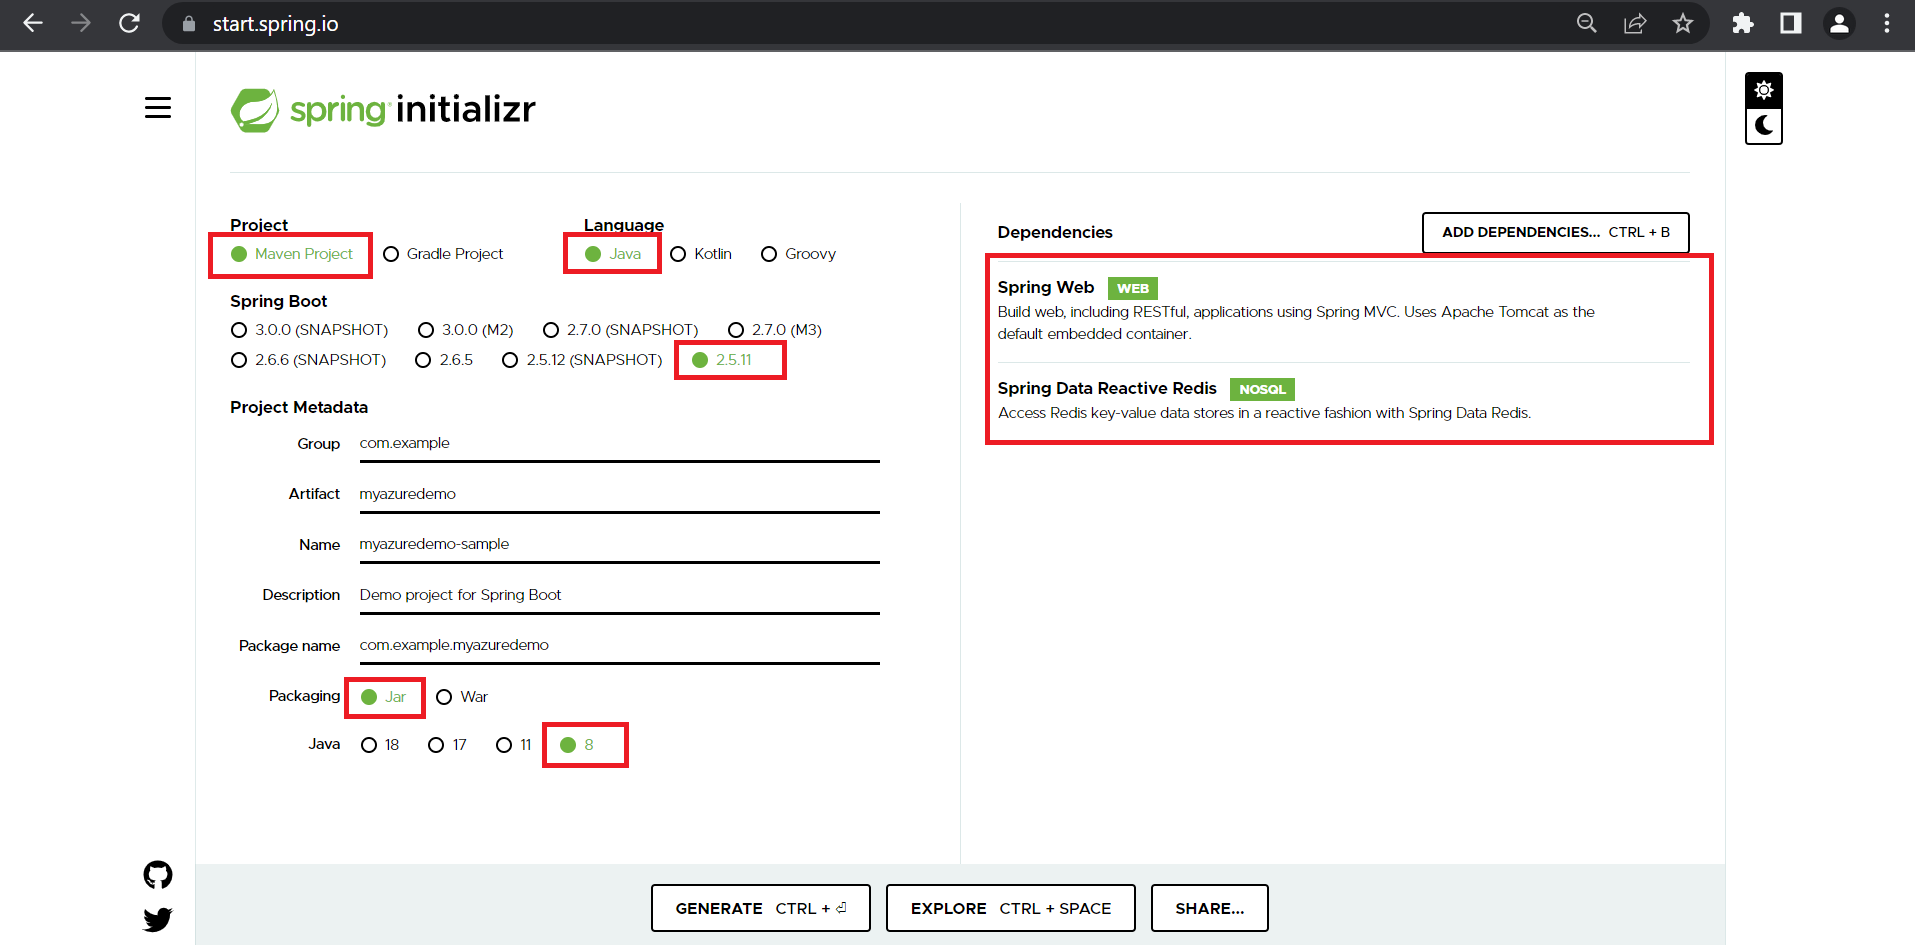 start.spring.io
spring initializr
Project
Maven Project Gradle Project
Language
Java Kotlin Groovy
Spring Boot
3.0.0 (SNAPSHOT) 3.0.0 (M2) 2.7.0 (SNAPSHOT) 2.7.0 (M3)
2.6.6 (SNAPSHOT) 2.6.5 2.5.12 (SNAPSHOT) 2.5.11
Project Metadata
Group com.example
Artifact myazuredemo
Name myazuredemo-sample
Description Demo project for Spring Boot
Package name com.example.myazuredemo
Packaging Jar War
Java 18 17 11 8
Dependencies
ADD DEPENDENCIES... CTRL + B
Spring Web WEB
Build web, including RESTful, applications using Spring MVC. Uses Apache Tomcat as the
default embedded container.
Spring Data Reactive Redis NOSQL
Access Redis key-value data stores in a reactive fashion with Spring Data Redis.
GENERATE CTRL + ⏎
EXPLORE CTRL + SPACE
SHARE...